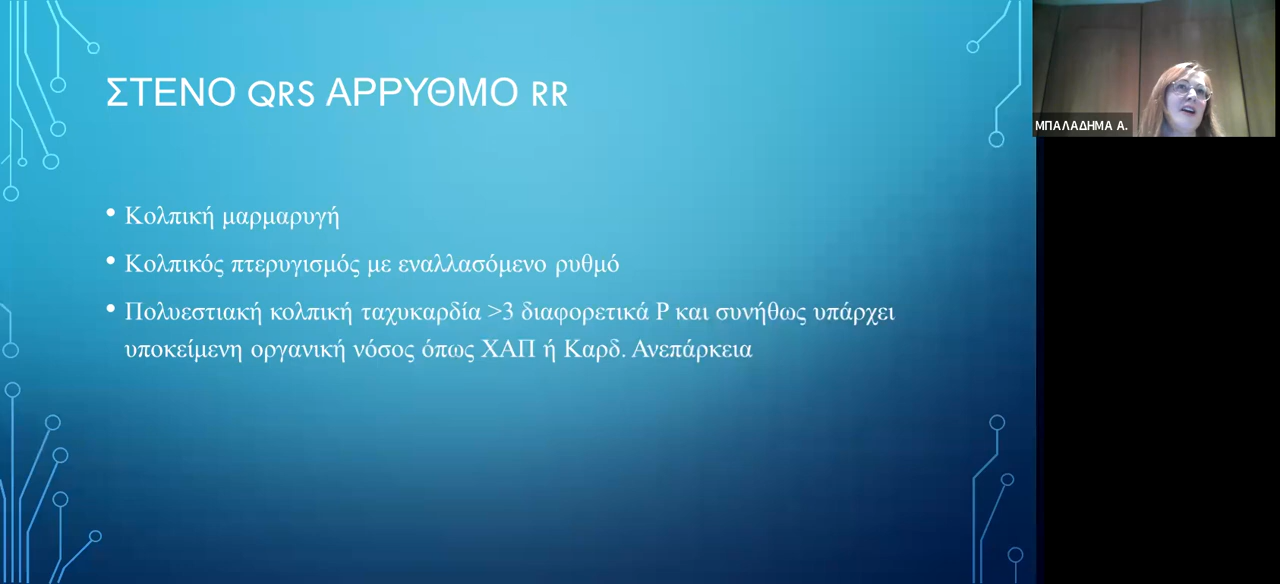 ΣΤΕΝΟ QRS ΑΡΡΥΘΜΟ RR
ΜΠΑΛΑΔΗΜΑ Α.
• Κολπική μαρμαρυγή
• Κολπικός πτερυγισμός με εναλλασόμενο ρυθμό
• Πολυεστιακή κολπική ταχυκαρδία >3 διαφορετικά P και συνήθως υπάρχει
υποκείμενη οργανική νόσος όπως ΧΑΠ ή Καρδ. Ανεπάρκεια